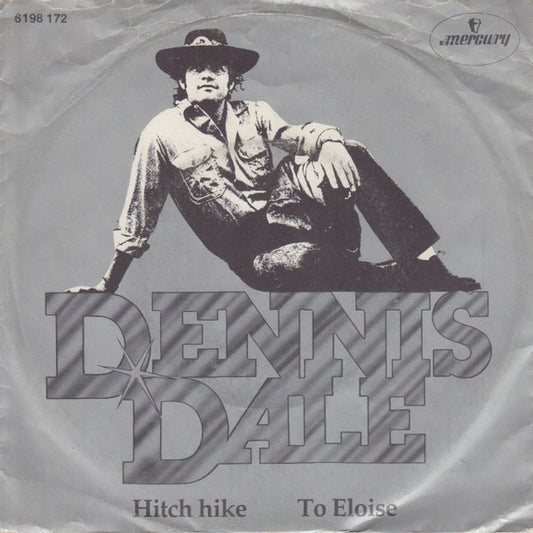 6198 172
mercury
DENNIS
DALE
Hitch hike To Eloise